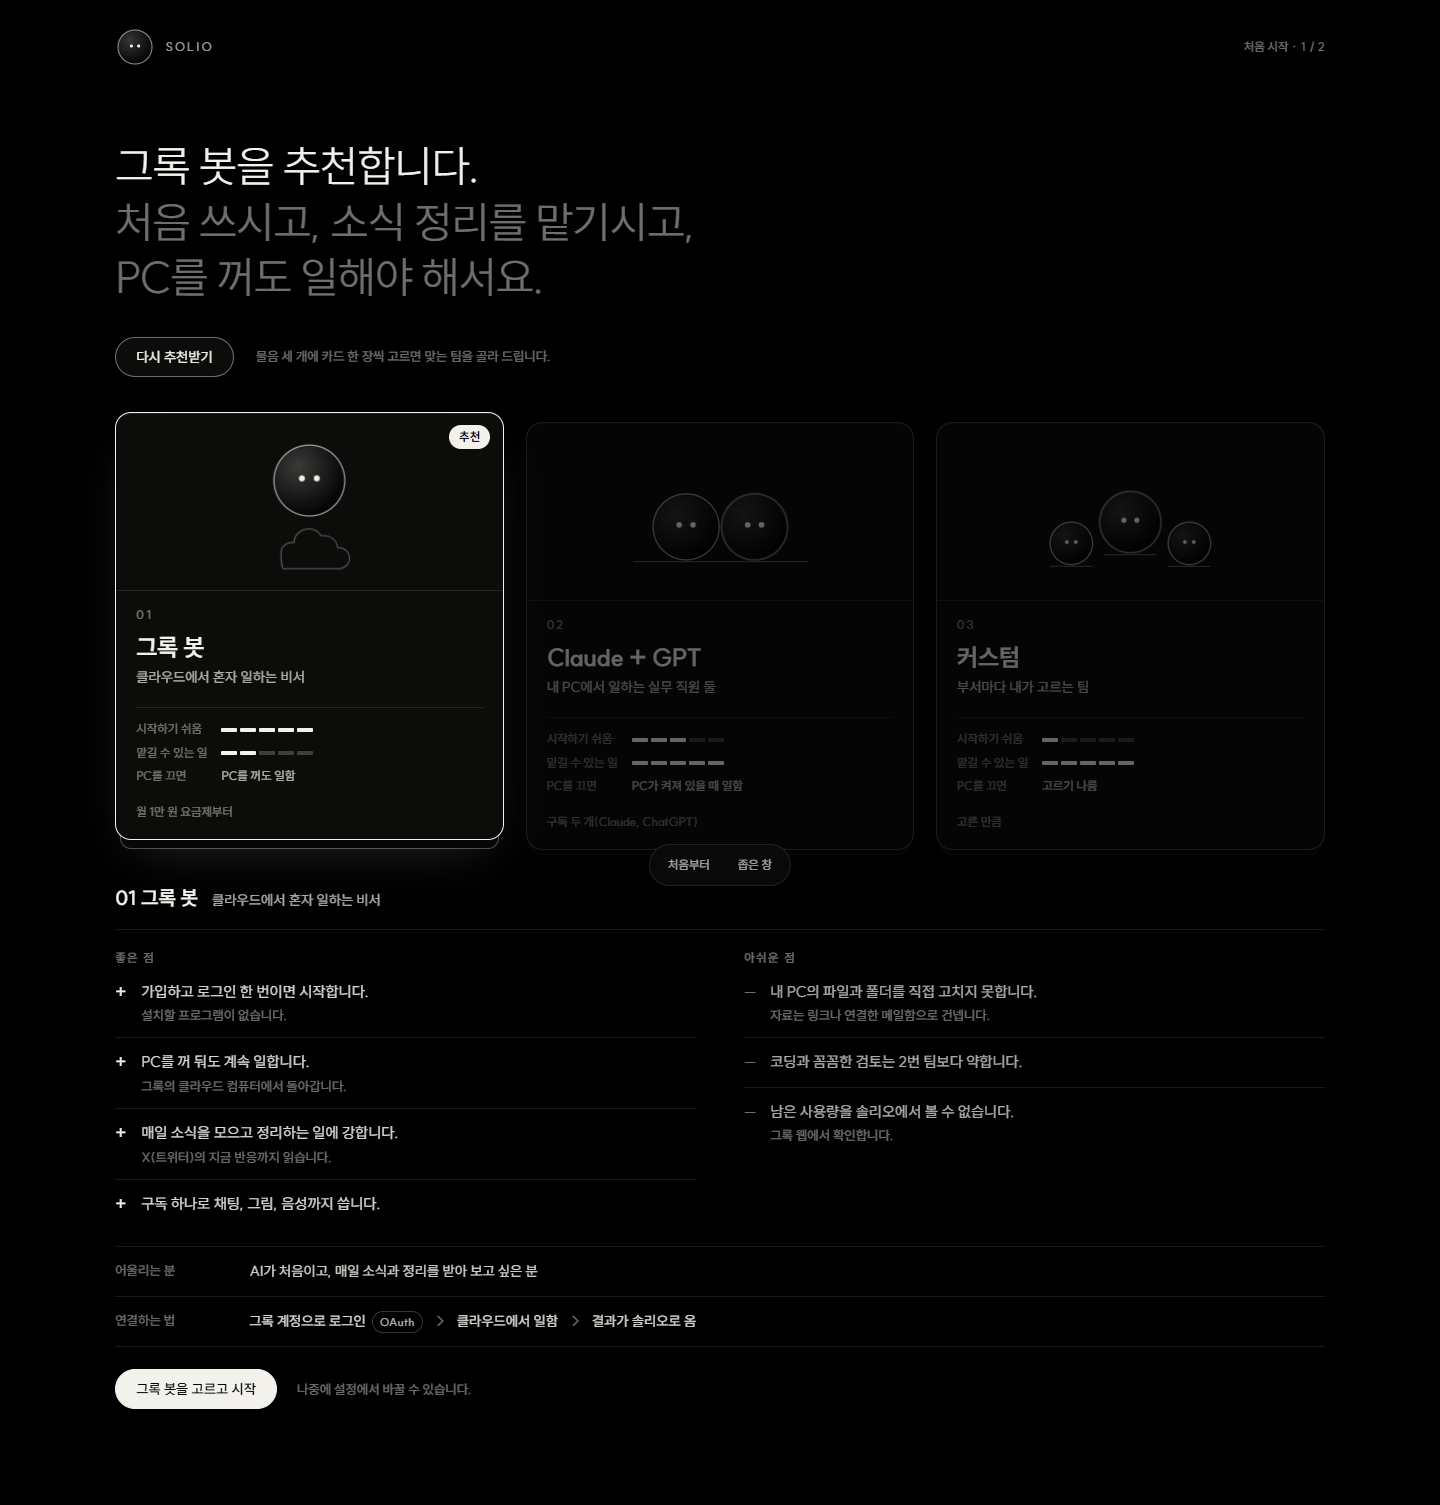 SOLIO
처음 시작 · 1 / 2
그록 봇을 추천합니다.
처음 쓰시고, 소식 정리를 맡기시고,
PC를 꺼도 일해야 해서요.
다시 추천받기
물음 세 개에 카드 한 장씩 고르면 맞는 팀을 골라 드립니다.
추천
01
그록 봇
클라우드에서 혼자 일하는 비서
시작하기 쉬움
맡길 수 있는 일
PC를 끄면 PC를 꺼도 일함
월 1만 원 요금제부터
02
Claude + GPT
내 PC에서 일하는 실무 직원 둘
시작하기 쉬움
맡길 수 있는 일
PC를 끄면 PC가 켜져 있을 때 일함
구독 두 개(Claude, ChatGPT)
03
커스텀
부서마다 내가 고르는 팀
시작하기 쉬움
맡길 수 있는 일
PC를 끄면 고르기 나름
고른 만큼
처음부터 좁은 창
01 그록 봇 클라우드에서 혼자 일하는 비서
좋은 점
+ 가입하고 로그인 한 번이면 시작합니다.
설치할 프로그램이 없습니다.
+ PC를 꺼 둬도 계속 일합니다.
그록의 클라우드 컴퓨터에서 돌아갑니다.
+ 매일 소식을 모으고 정리하는 일에 강합니다.
X(트위터)의 지금 반응까지 읽습니다.
+ 구독 하나로 채팅, 그림, 음성까지 씁니다.
아쉬운 점
— 내 PC의 파일과 폴더를 직접 고치지 못합니다.
자료는 링크나 연결한 메일함으로 건넵니다.
— 코딩과 꼼꼼한 검토는 2번 팀보다 약합니다.
— 남은 사용량을 솔리오에서 볼 수 없습니다.
그록 웹에서 확인합니다.
어울리는 분 AI가 처음이고, 매일 소식과 정리를 받아 보고 싶은 분
연결하는 법 그록 계정으로 로그인 OAuth > 클라우드에서 일함 > 결과가 솔리오로 옴
그록 봇을 고르고 시작 나중에 설정에서 바꿀 수 있습니다.